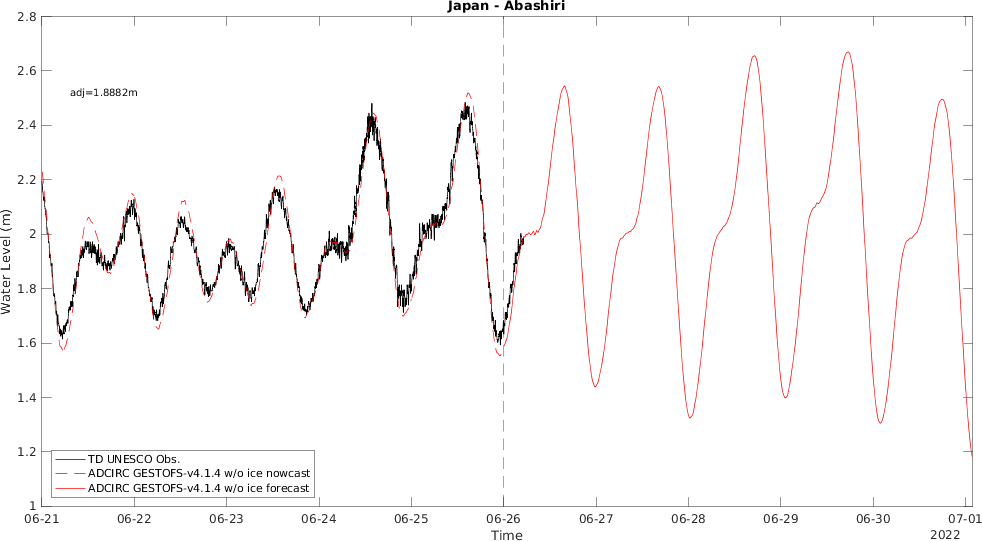 Japan - Abashiri
2.8
2.6
2.4
2.2
2
1.8
1.6
1.4
1.2
1
Water Level (m)
adj=1.8882m
TD UNESCO Obs.
ADCIRC GESTOFS-v4.1.4 w/o ice nowcast
ADCIRC GESTOFS-v4.1.4 w/o ice forecast
06-21 06-22 06-23 06-24 06-25 06-26 06-27 06-28 06-29 06-30 07-01
Time
2022